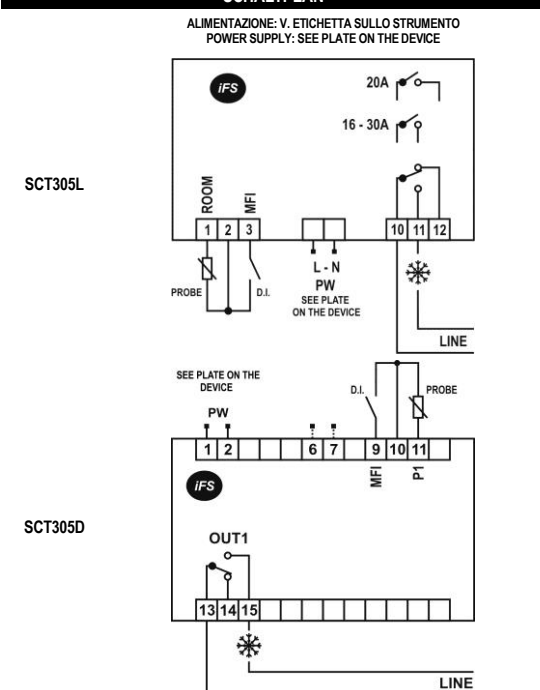 SCHALTPLAN
ALIMENTAZIONE: V. ETICHETTA SULLO STRUMENTO
POWER SUPPLY: SEE PLATE ON THE DEVICE
SCT305L
iFS
20A
16 - 30A
ROOM
MFI
1 2 3
10 11 12
PROBE
D.I.
L - N
PW
SEE PLATE
ON THE DEVICE
LINE
SCT305D
SEE PLATE ON THE
DEVICE
PW
D.I.
PROBE
1 2 6 7 9 10 11
MFI
P1
iFS
OUT1
13 14 15
LINE